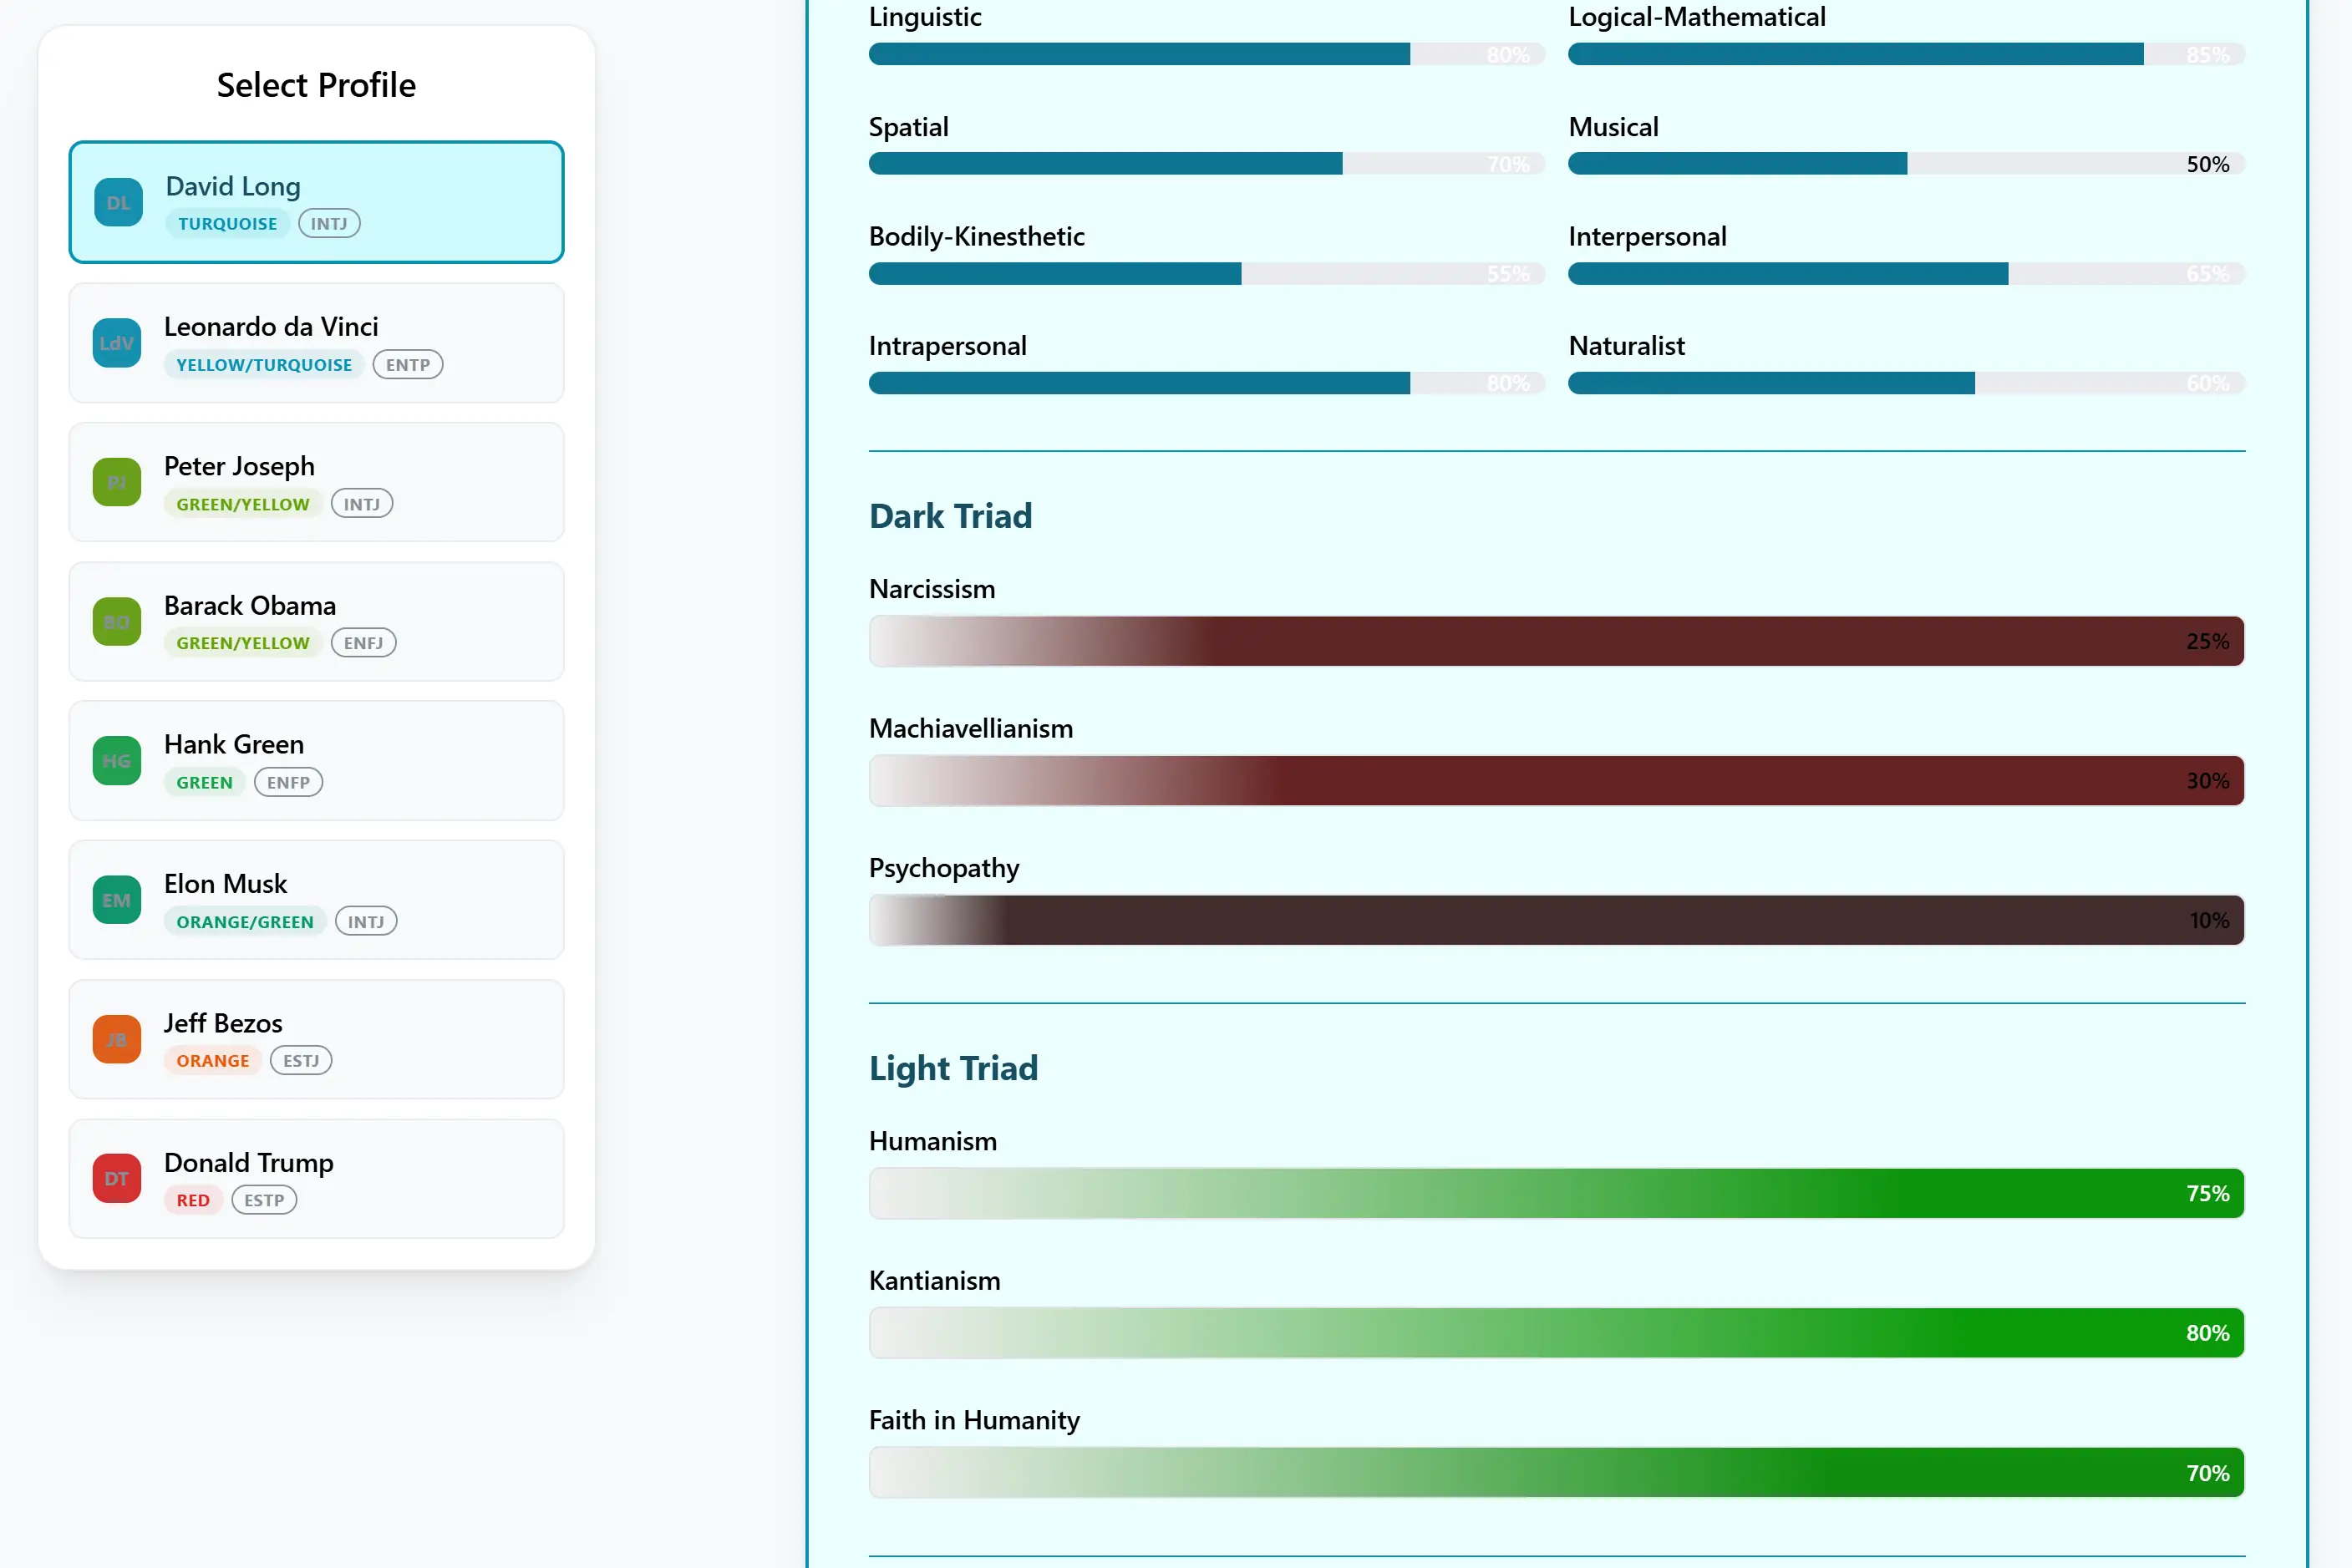 Select Profile
DL
David Long
TURQUOISE INTJ
LdV
Leonardo da Vinci
YELLOW/TURQUOISE ENTP
PJ
Peter Joseph
GREEN/YELLOW INTJ
BO
Barack Obama
GREEN/YELLOW ENFJ
HG
Hank Green
GREEN ENFP
EM
Elon Musk
ORANGE/GREEN INTJ
JB
Jeff Bezos
ORANGE ESTJ
DT
Donald Trump
RED ESTP
Linguistic
80%
Logical-Mathematical
85%
Spatial
70%
Musical
50%
Bodily-Kinesthetic
55%
Interpersonal
65%
Intrapersonal
80%
Naturalist
60%
Dark Triad
Narcissism
25%
Machiavellianism
30%
Psychopathy
10%
Light Triad
Humanism
75%
Kantianism
80%
Faith in Humanity
70%